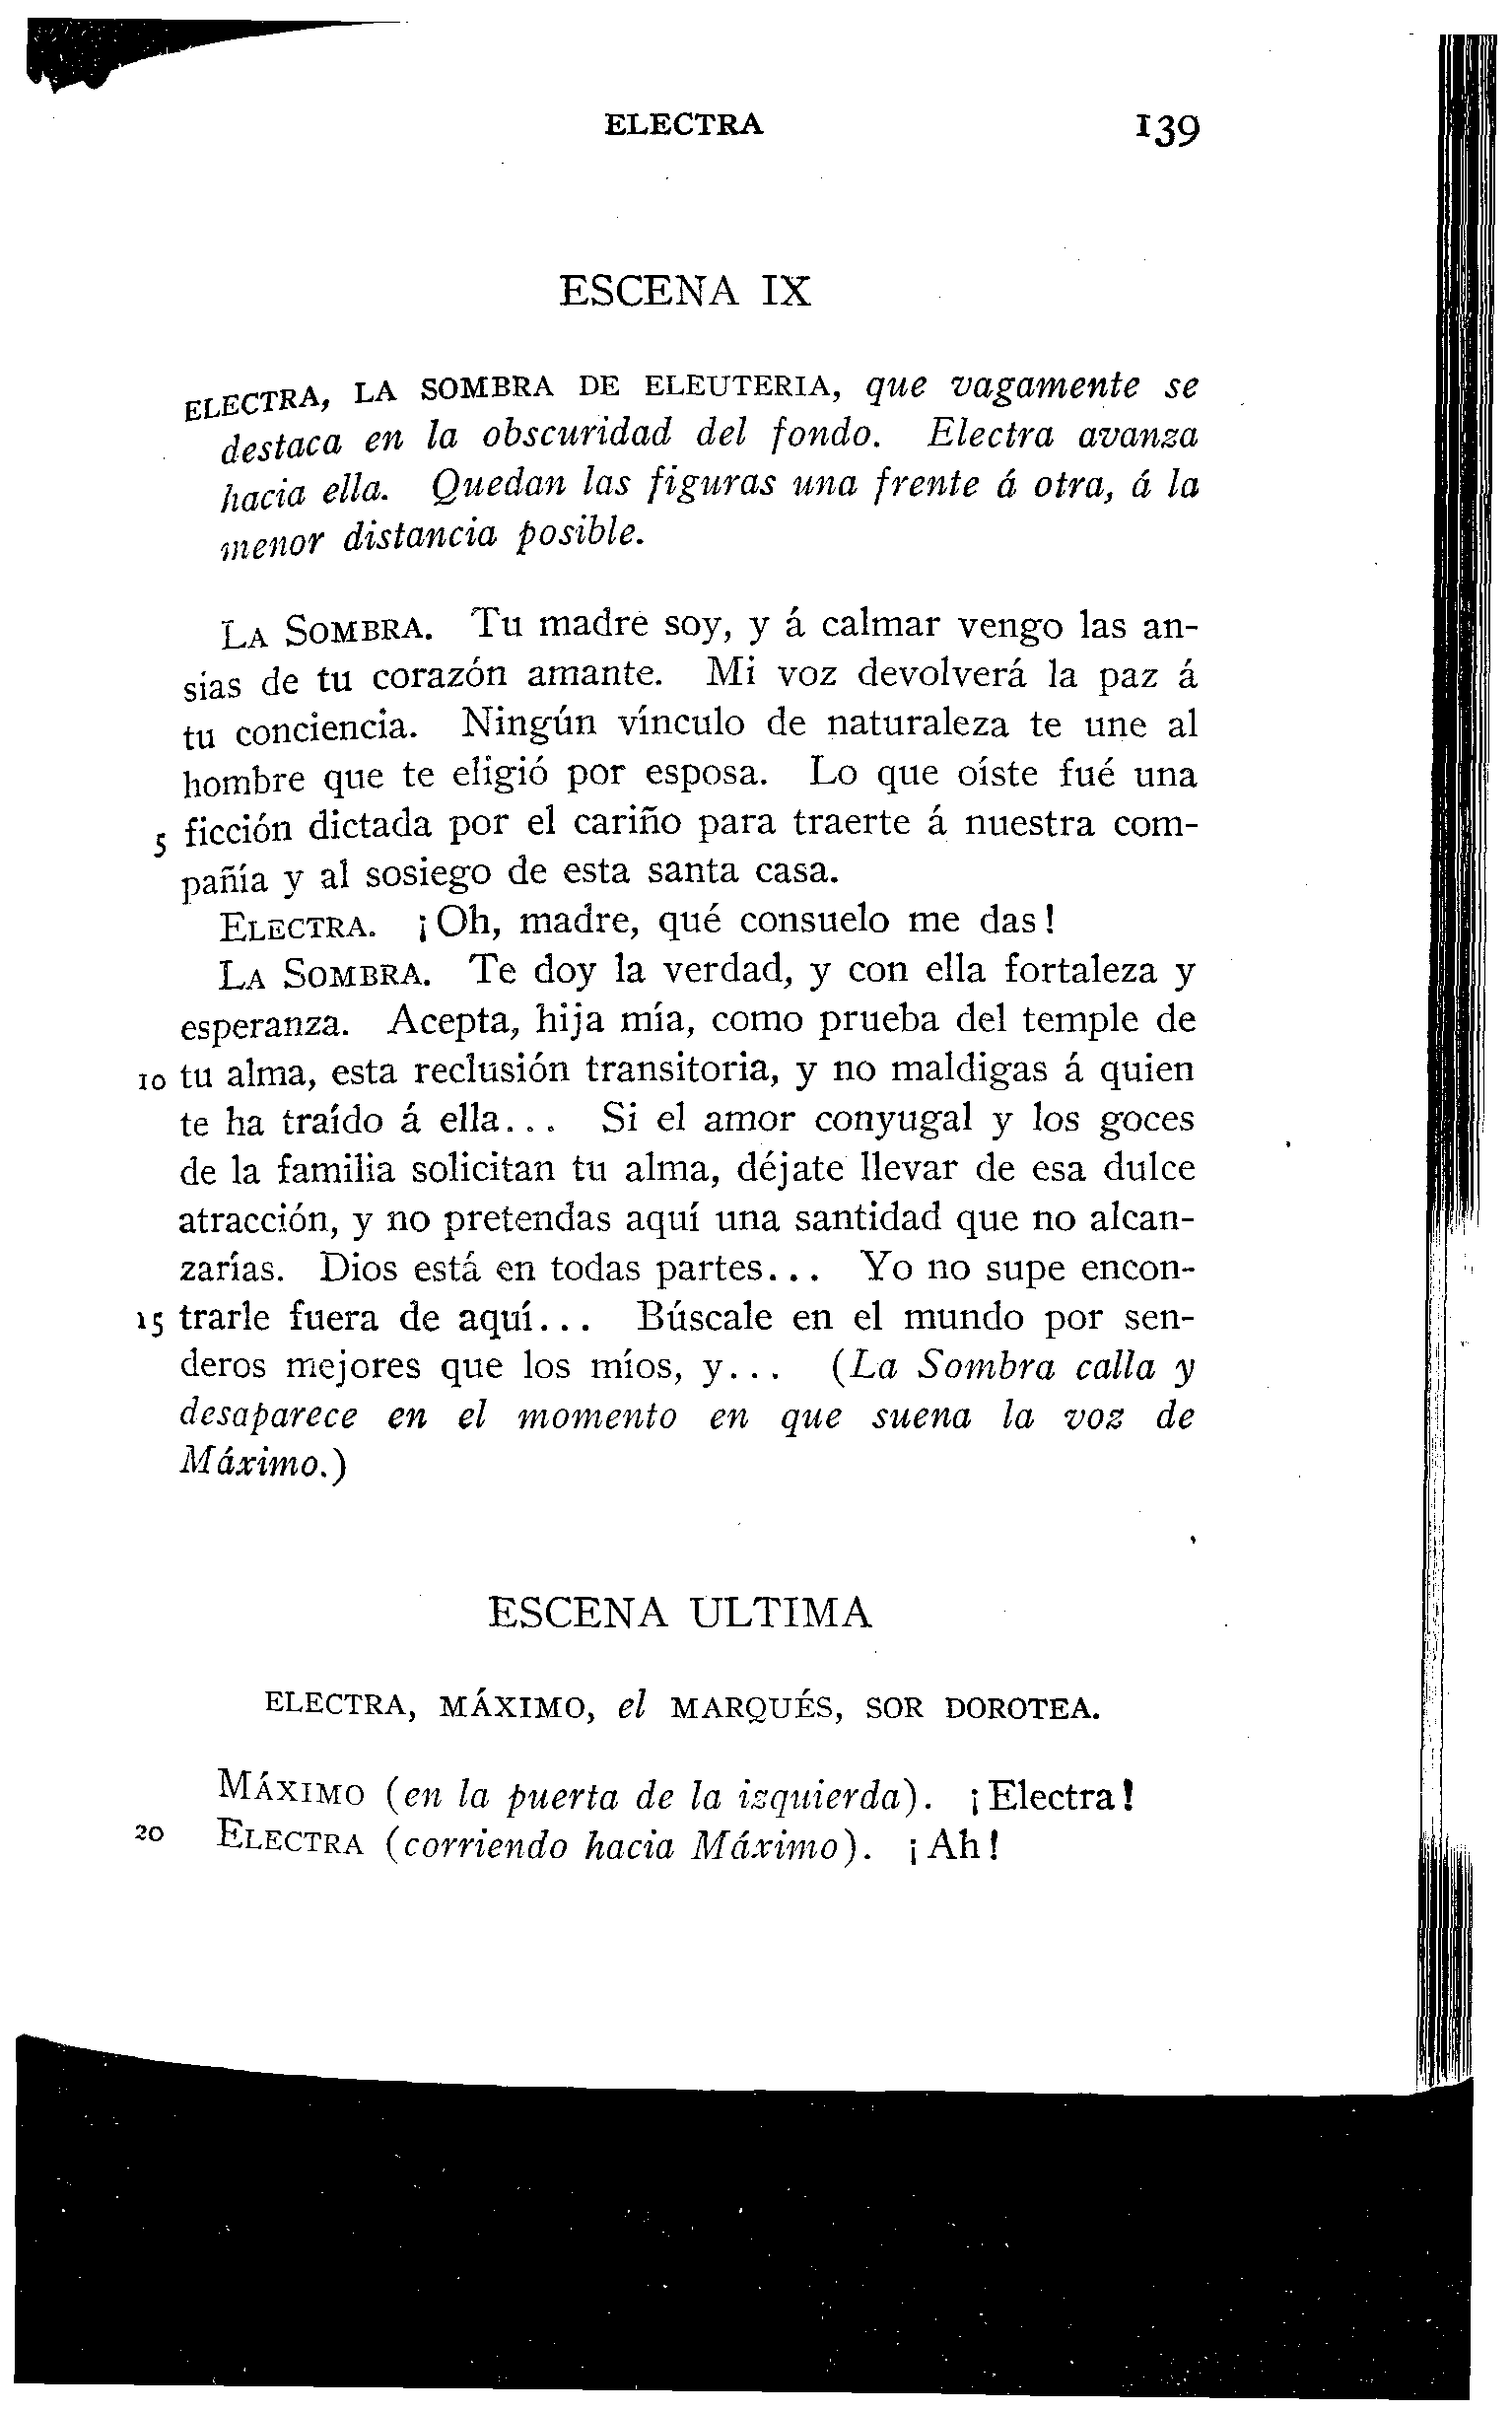 ELECTRA 139
ESCENA IX
ELECTRA, LA SOMBRA DE ELEUTERIA, que vagamente se
destaca en la obscuridad del fondo. Electra avanza
hacia ella. Quedan las figuras una frente á otra, á la
menor distancia posible.
LA SOMBRA. Tu madre soy, y á calmar vengo las an-
sias de tu corazón amante. Mi voz devolverá la paz á
tu conciencia. Ningún vínculo de naturaleza te une al
hombre que te eligió por esposa. Lo que oíste fué una
5 ficción dictada por el cariño para traerte á nuestra com-
pañía y al sosiego de esta santa casa.
ELECTRA. ¡Oh, madre, qué consuelo me das!
LA SOMBRA. Te doy la verdad, y con ella fortaleza y
esperanza. Acepta, hija mía, como prueba del temple de
10 tu alma, esta reclusión transitoria, y no maldigas á quien
te ha traído á ella... Si el amor conyugal y los goces
de la familia solicitan tu alma, déjate llevar de esa dulce
atracción, y no pretendas aquí una santidad que no alcan-
zarías. Dios está en todas partes... Yo no supe encon-
15 trarle fuera de aquí... Búscale en el mundo por sen-
deros mejores que los míos, y... (La Sombra calla y
desaparece en el momento en que suena la voz de
Máximo.)
ESCENA ULTIMA
ELECTRA, MÁXIMO, el MARQUÉS, SOR DOROTEA.
MÁXIMO (en la puerta de la izquierda). ¡Electra!
20 ELECTRA (corriendo hacia Máximo). ¡Ah!